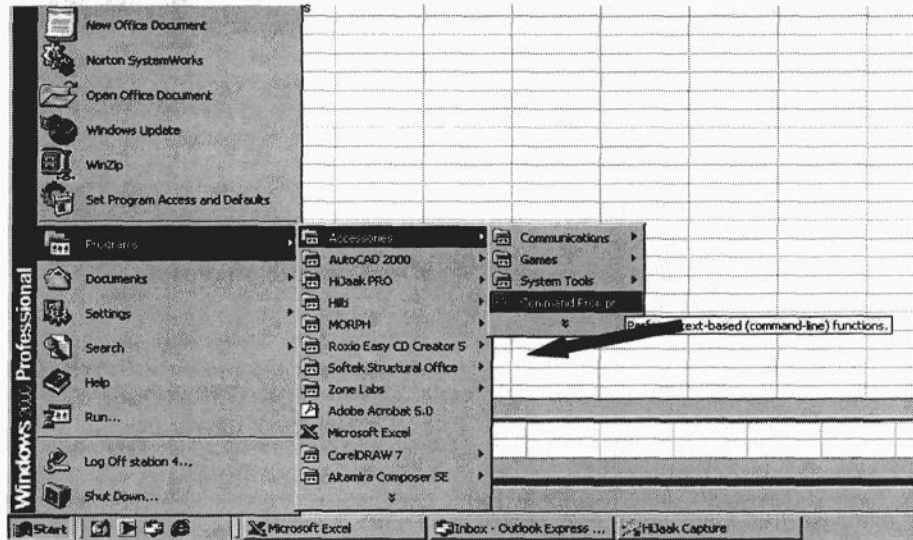 New Office Document
Norton SystemWorks
Open Office Document
Windows Update
WinZip
Set Program Access and Defaults
Programs
Documents
Settings
Search
Help
Run...
Log Off station 4...
Shut Down...
Windows 2000 Professional
Accessories
AutoCAD 2000
HiJaak PRO
Hilti
MORPH
Roxio Easy CD Creator 5
Softek Structural Office
Zone Labs
Adobe Acrobat 5.0
Microsoft Excel
CorelDRAW 7
Altamira Composer SE
Communications
Games
System Tools
Command Prompt
text-based (command-line) functions.
Start
Microsoft Excel
Inbox - Outlook Express ...
HiJaak Capture